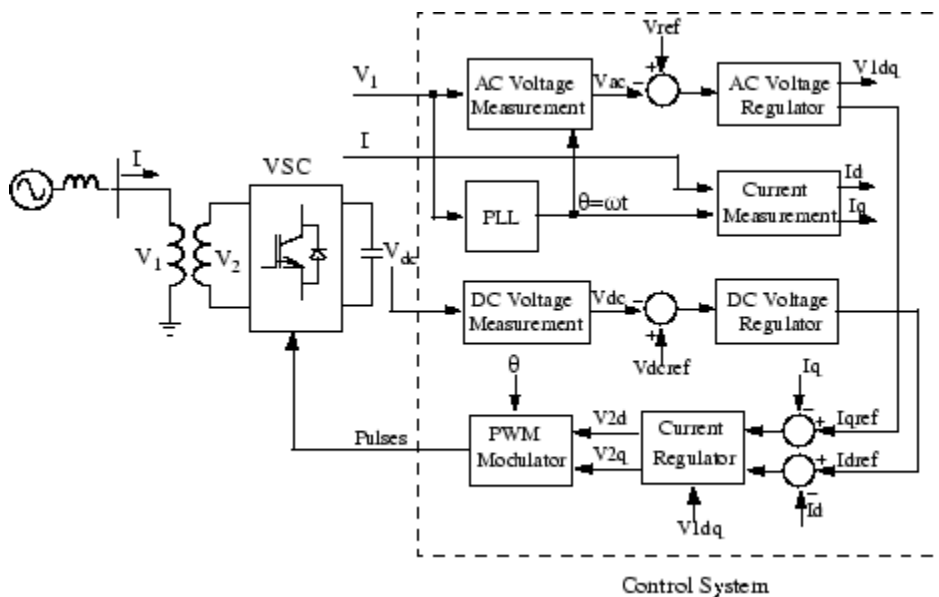 Vref
V1
AC Voltage
Measurement
Vac
+
−
AC Voltage
Regulator
V1dq
I
I
VSC
PLL
θ=ωt
Current
Measurement
Id
Iq
V1
V2
Vdc
DC Voltage
Measurement
Vdc
−
+
Vdcref
DC Voltage
Regulator
θ
Iq
Pulses
PWM
Modulator
V2d
V2q
Current
Regulator
−
+
Iqref
+
Idref
−
Id
V1dq
Control System